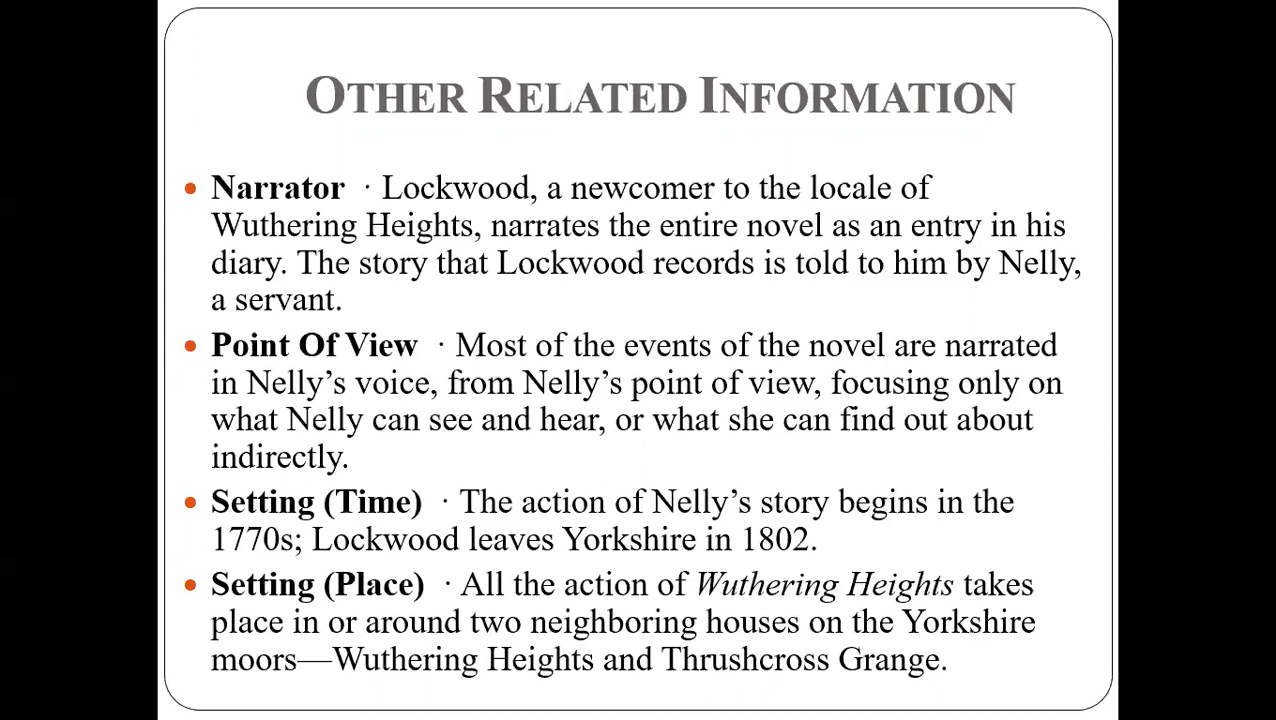 OTHER RELATED INFORMATION
• Narrator · Lockwood, a newcomer to the locale of
Wuthering Heights, narrates the entire novel as an entry in his
diary. The story that Lockwood records is told to him by Nelly,
a servant.
• Point Of View · Most of the events of the novel are narrated
in Nelly’s voice, from Nelly’s point of view, focusing only on
what Nelly can see and hear, or what she can find out about
indirectly.
• Setting (Time) · The action of Nelly’s story begins in the
1770s; Lockwood leaves Yorkshire in 1802.
• Setting (Place) · All the action of Wuthering Heights takes
place in or around two neighboring houses on the Yorkshire
moors—Wuthering Heights and Thrushcross Grange.